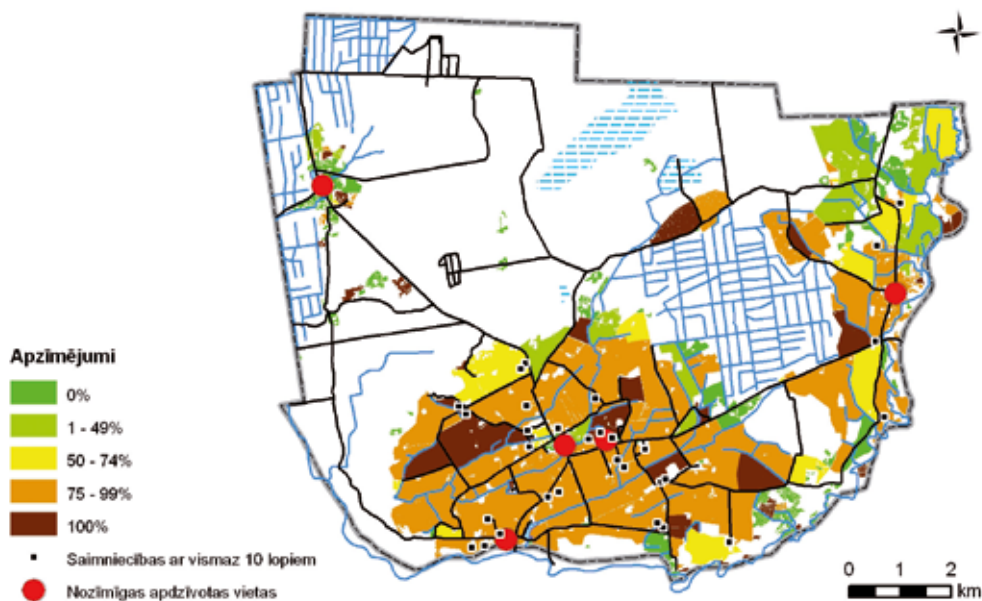 Apzīmējumi
0%
1 - 49%
50 - 74%
75 - 99%
100%
Saimniecības ar vismaz 10 lopiem
Nozīmīgas apdzīvotas vietas
0 1 2
km